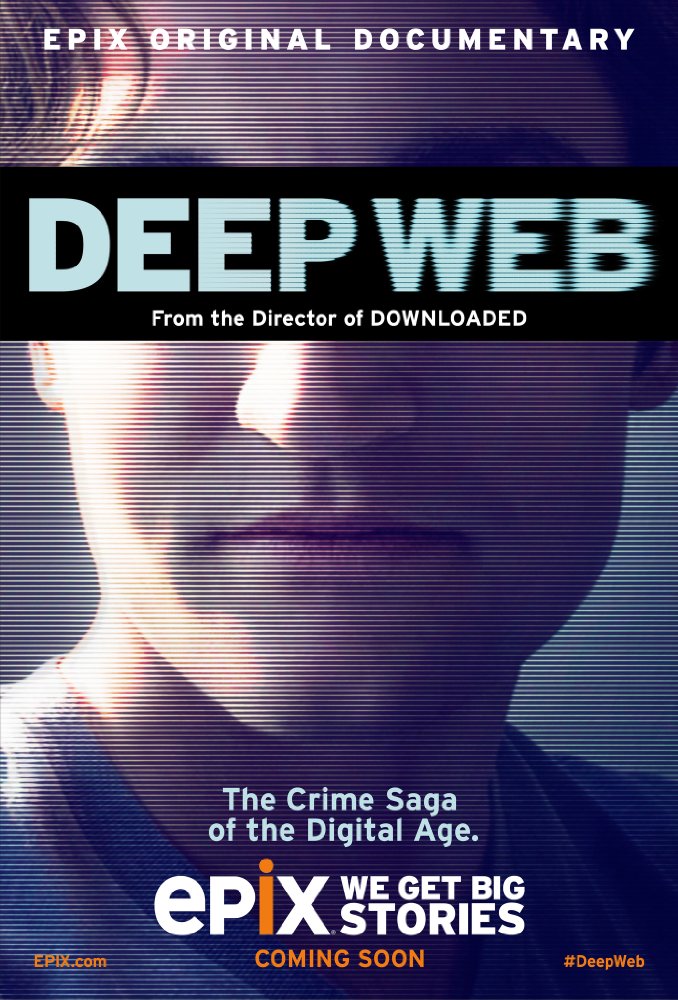 EPIX ORIGINAL DOCUMENTARY
DEEP WEB
From the Director of DOWNLOADED
The Crime Saga
of the Digital Age.
epix WE GET BIG
STORIES
COMING SOON
EPIX.com
#DeepWeb